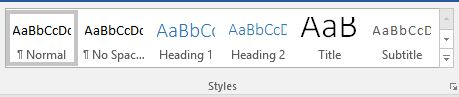 AaBbCcDc AaBbCcDc AaBbCc AaBbCcD AaB AaBbCcD
¶ Normal ¶ No Spac... Heading 1 Heading 2 Title Subtitle
Styles